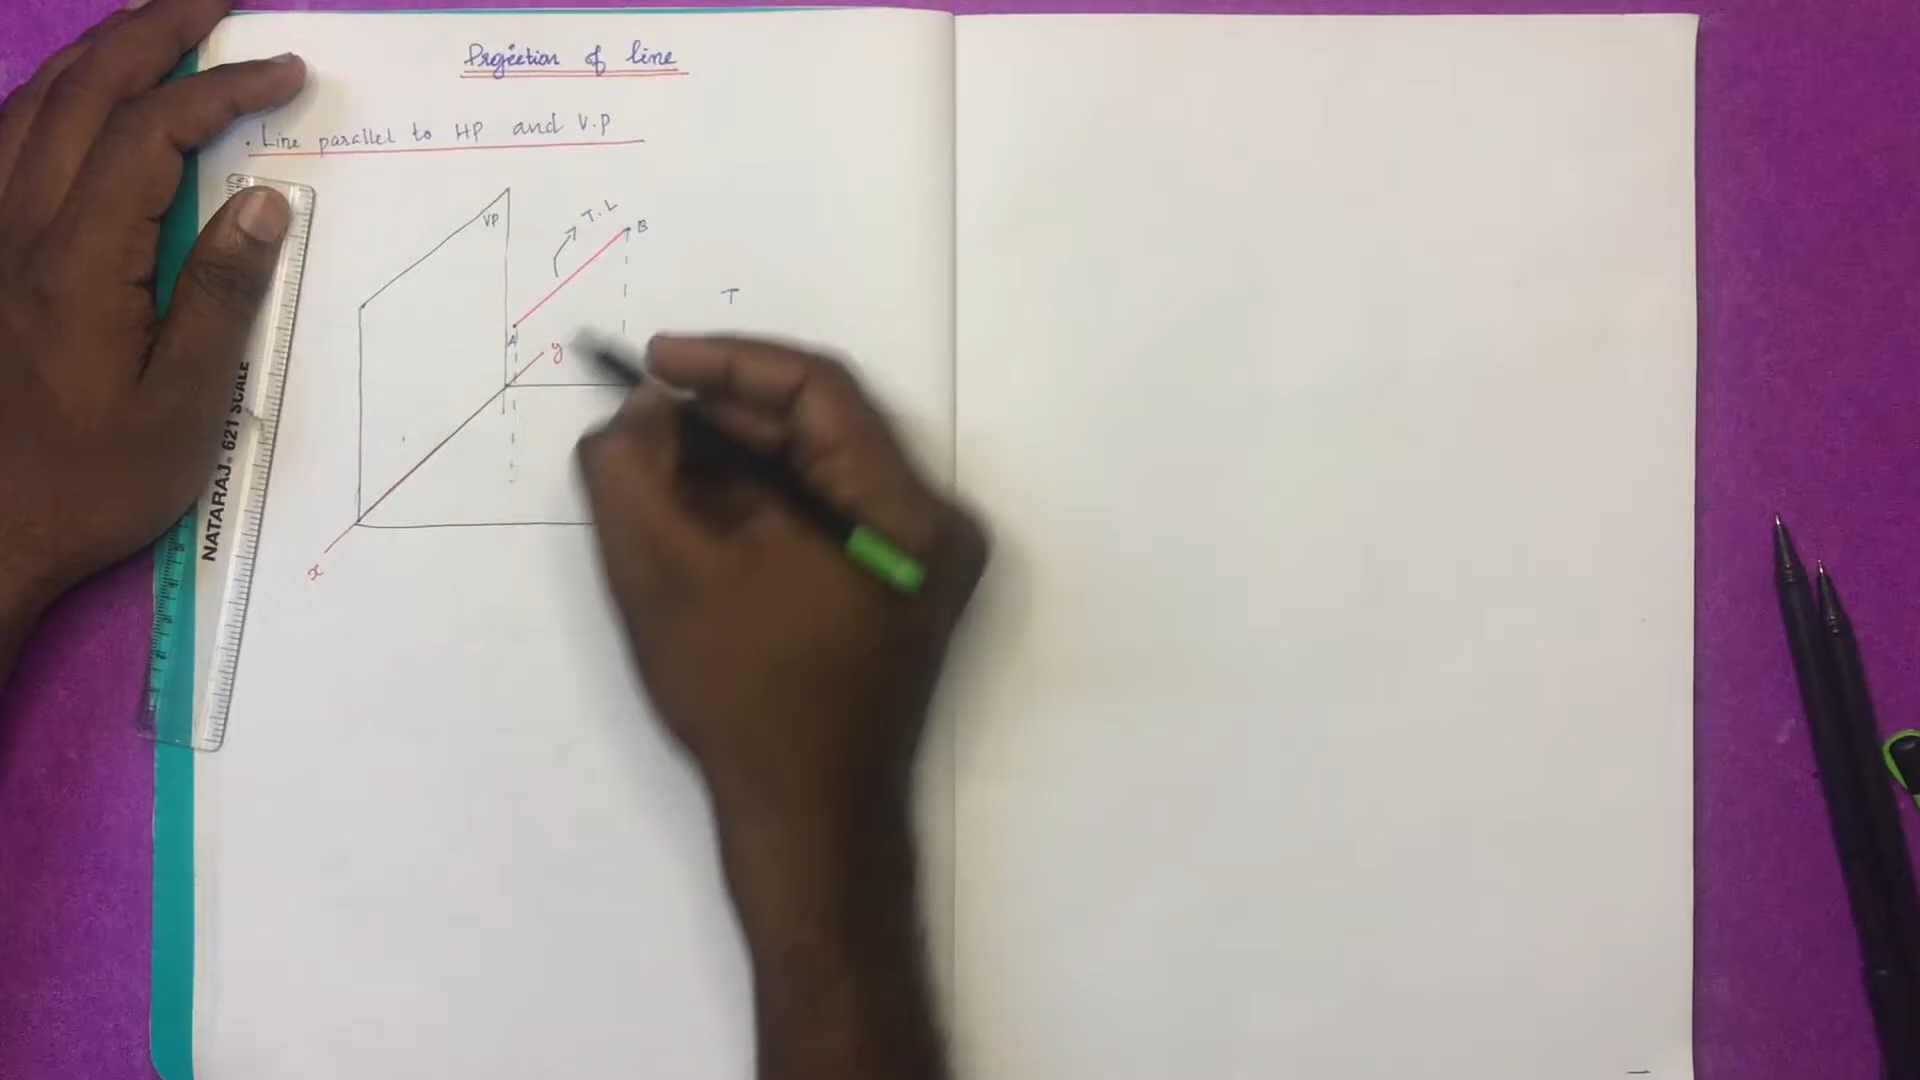 Projection of line
. Line parallel to HP and V.P
VP
T.L
B
T
A
y
x
NATARAJ 621 SCALE